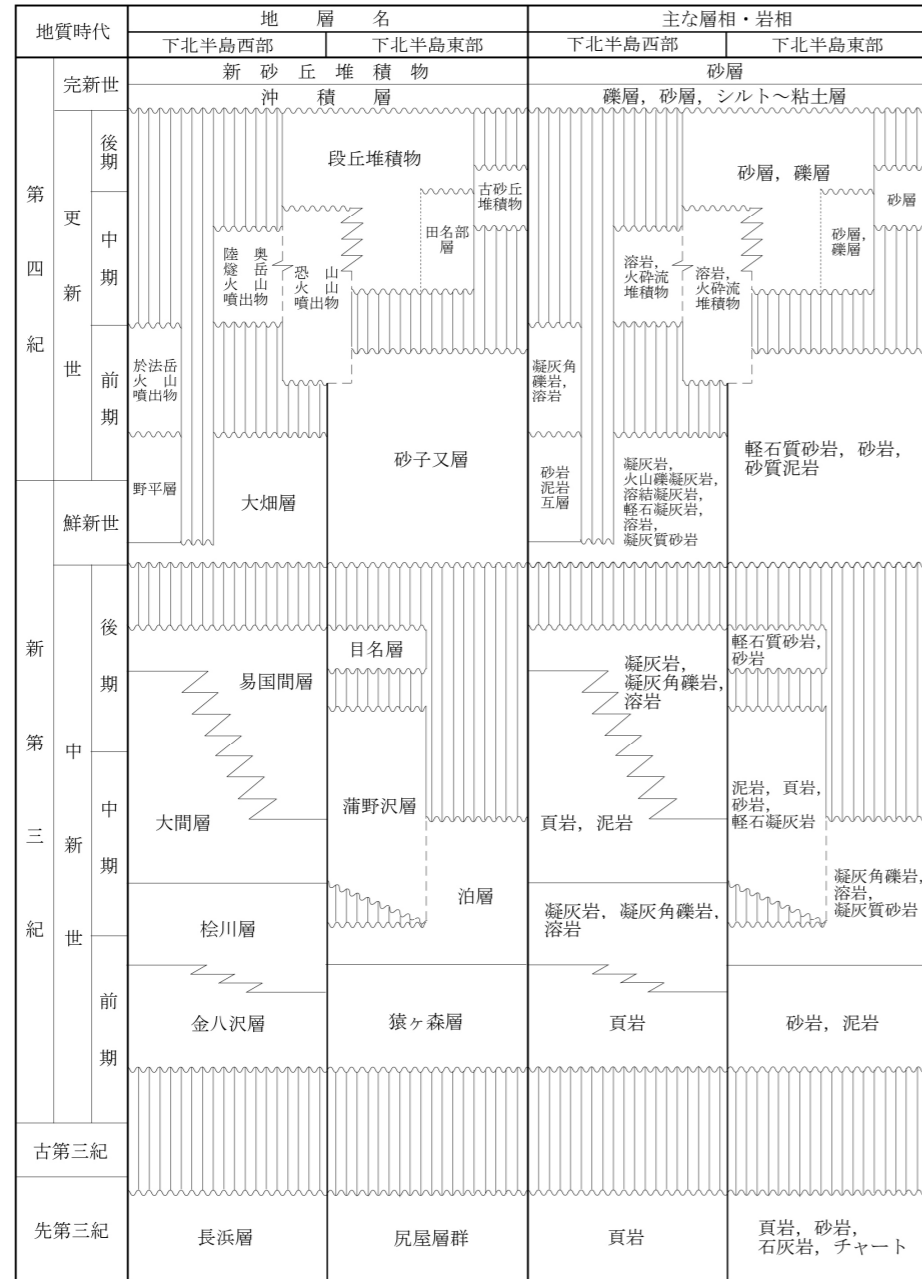 地質時代
地 層 名
主な層相・岩相
下北半島西部
下北半島東部
下北半島西部
下北半島東部
第四紀
完新世
新砂丘堆積物
砂層
沖積層
礫層,砂層,シルト〜粘土層
更新世
後期
段丘堆積物
砂層,礫層
古砂丘
堆積物
砂層
中期
陸奥
燧岳
火山
噴出物
恐山
火山
噴出物
田名部
層
溶岩,
火砕流
堆積物
溶岩,
火砕流
堆積物
砂層,
礫層
前期
於法岳
火山
噴出物
凝灰角
礫岩,
溶岩
砂子又層
軽石質砂岩,砂岩,
砂質泥岩
野平層
大畑層
砂岩
泥岩
互層
凝灰岩,
火山礫凝灰岩,
溶結凝灰岩,
軽石凝灰岩,
溶岩,
凝灰質砂岩
新第三紀
鮮新世
中新世
後期
目名層
軽石質砂岩,
砂岩
易国間層
凝灰岩,
凝灰角礫岩,
溶岩
中期
大間層
蒲野沢層
頁岩,泥岩
泥岩,頁岩,
砂岩,
軽石凝灰岩
泊層
凝灰角礫岩,
溶岩,
凝灰質砂岩
桧川層
凝灰岩,凝灰角礫岩,
溶岩
前期
金八沢層
猿ヶ森層
頁岩
砂岩,泥岩
古第三紀
先第三紀
長浜層
尻屋層群
頁岩
頁岩,砂岩,
石灰岩,チャート